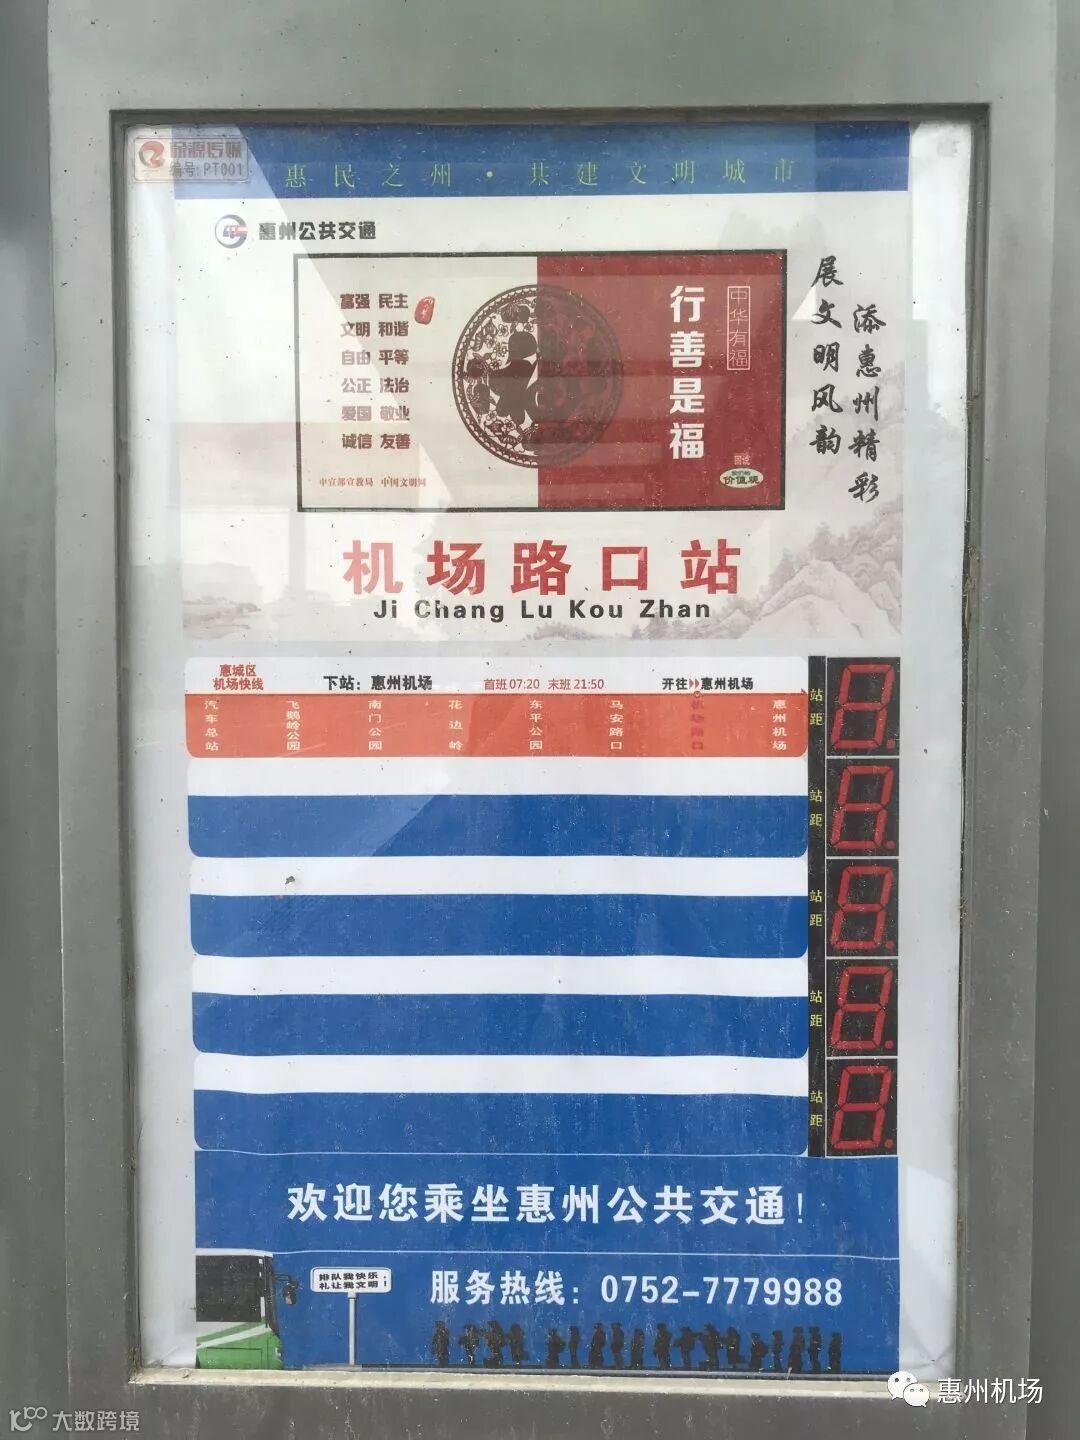 编号:PT001
惠民之州·共建文明城市
惠州公共交通
富强 民主
文明 和谐
自由 平等
公正 法治
爱国 敬业
诚信 友善
中宣部宣教局 中国文明网
行善是福
中华有福
图说
我们的
价值观
展文明风韵
添惠州精彩
机场路口站
Ji Chang Lu Kou Zhan
惠城区
机场快线
下站：惠州机场
首班07:20 末班21:50
开往 惠州机场
汽车总站
飞鹅岭公园
南门公园
花边岭
东平公园
马安路口
机场路口
惠州机场
站距
8.
站距
8.
站距
8.
站距
8.
站距
8.
欢迎您乘坐惠州公共交通！
排队我快乐，
礼让我文明！
服务热线：0752-7779988
惠州机场
大数跨境